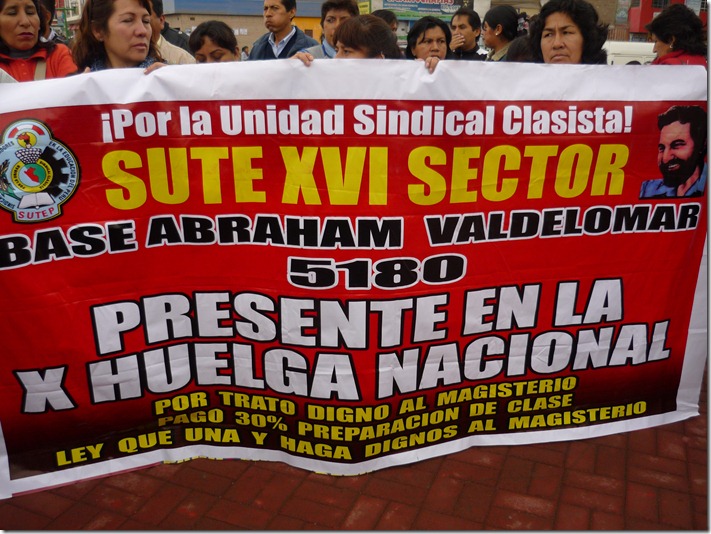 ¡Por la Unidad Sindical Clasista!
SUTE XVI SECTOR
SUTEP
BASE ABRAHAM VALDELOMAR
5180
PRESENTE EN LA
X HUELGA NACIONAL
POR TRATO DIGNO AL MAGISTERIO
PAGO 30% PREPARACION DE CLASE
LEY QUE UNA Y HAGA DIGNOS AL MAGISTERIO